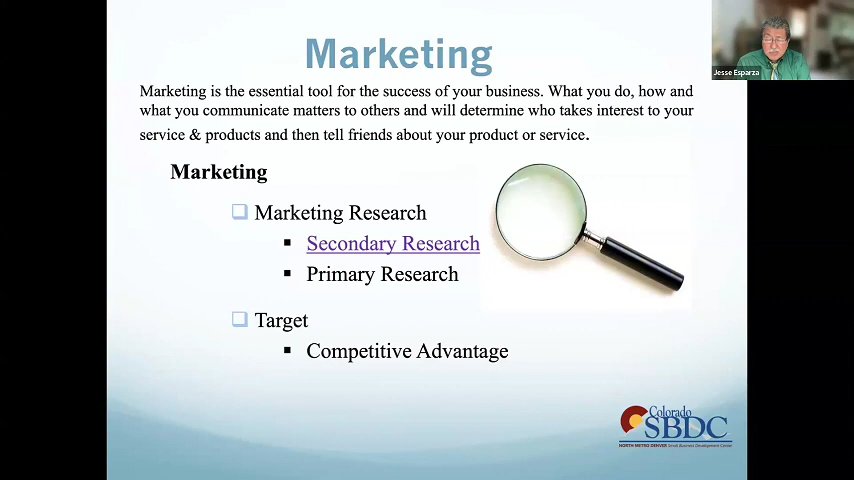 Marketing
Jesse Esparza
Marketing is the essential tool for the success of your business. What you do, how and
what you communicate matters to others and will determine who takes interest to your
service & products and then tell friends about your product or service.
Marketing
Marketing Research
Secondary Research
Primary Research
Target
Competitive Advantage
Colorado
SBDC
NORTH METRO DENVER Small Business Development Center